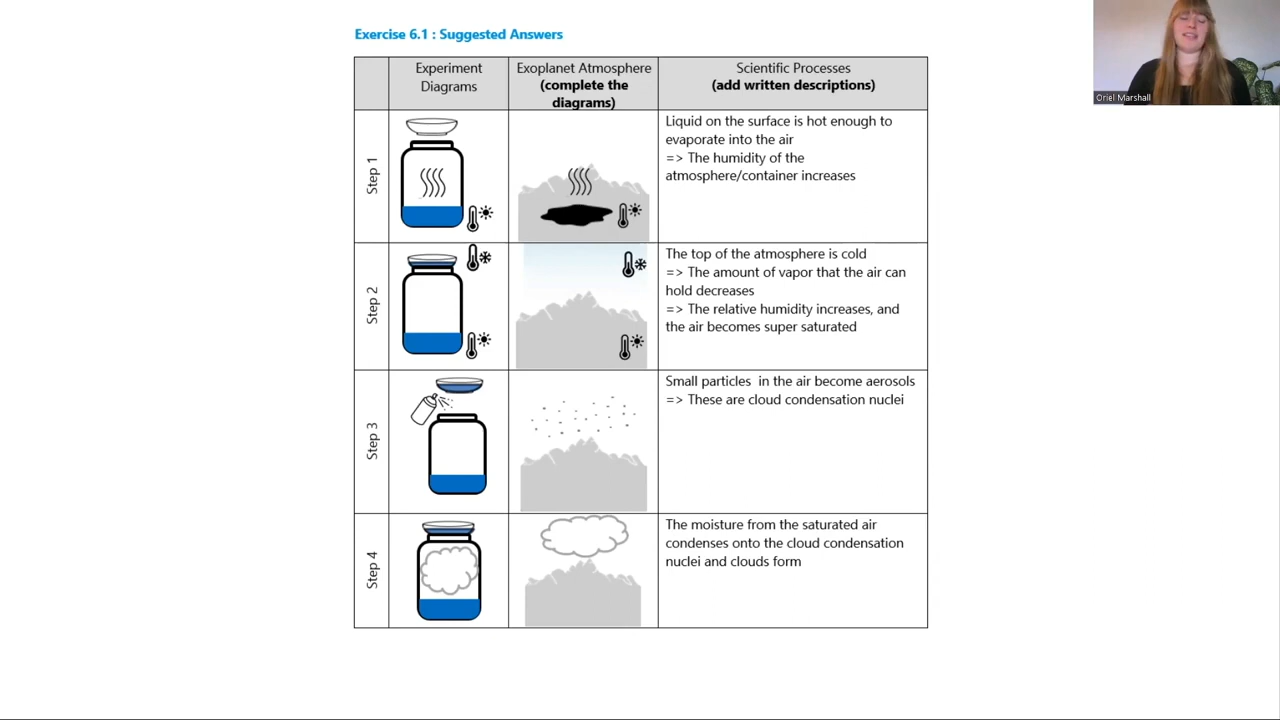 Exercise 6.1 : Suggested Answers
Experiment
Diagrams
Exoplanet Atmosphere
(complete the
diagrams)
Scientific Processes
(add written descriptions)
Step 1
Liquid on the surface is hot enough to
evaporate into the air
=> The humidity of the
atmosphere/container increases
Step 2
The top of the atmosphere is cold
=> The amount of vapor that the air can
hold decreases
=> The relative humidity increases, and
the air becomes super saturated
Step 3
Small particles  in the air become aerosols
=> These are cloud condensation nuclei
Step 4
The moisture from the saturated air
condenses onto the cloud condensation
nuclei and clouds form
Oriel Marshall